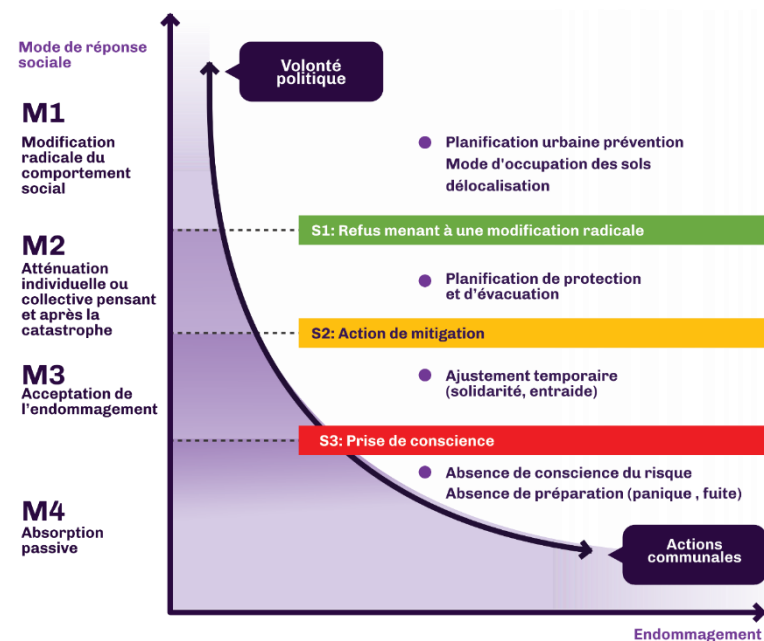 Mode de réponse
sociale
Volonté
politique
M1
Modification
radicale du
comportement
social
Planification urbaine prévention
Mode d'occupation des sols
délocalisation
S1: Refus menant à une modification radicale
M2
Atténuation
individuelle ou
collective pensant
et après la
catastrophe
Planification de protection
et d'évacuation
S2: Action de mitigation
M3
Acceptation de
l'endommagement
Ajustement temporaire
(solidarité, entraide)
S3: Prise de conscience
Absence de conscience du risque
Absence de préparation (panique , fuite)
M4
Absorption
passive
Actions
communales
Endommagement